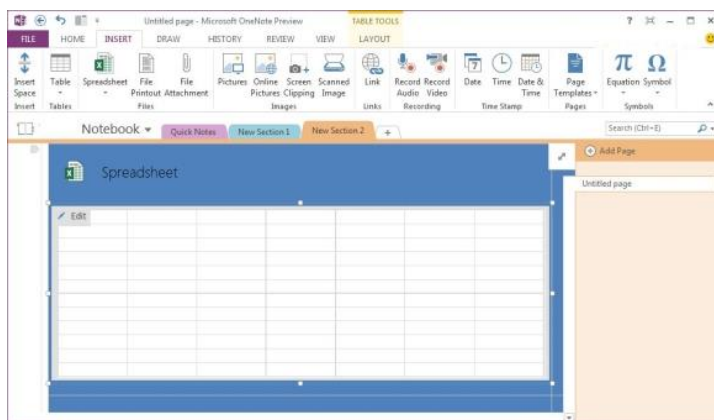 Untitled page - Microsoft OneNote Preview
TABLE TOOLS
FILE HOME INSERT DRAW HISTORY REVIEW VIEW LAYOUT
Insert Space Table Spreadsheet File Printout File Attachment Pictures Online Pictures Screen Clipping Scanned Image Link Record Audio Record Video Date Time Date & Time Page Templates Equation Symbol
Insert Tables Files Images Links Recording Time Stamp Pages Symbols
Notebook Quick Notes New Section 1 New Section 2 Search (Ctrl+E)
Add Page
Spreadsheet
Untitled page
Edit